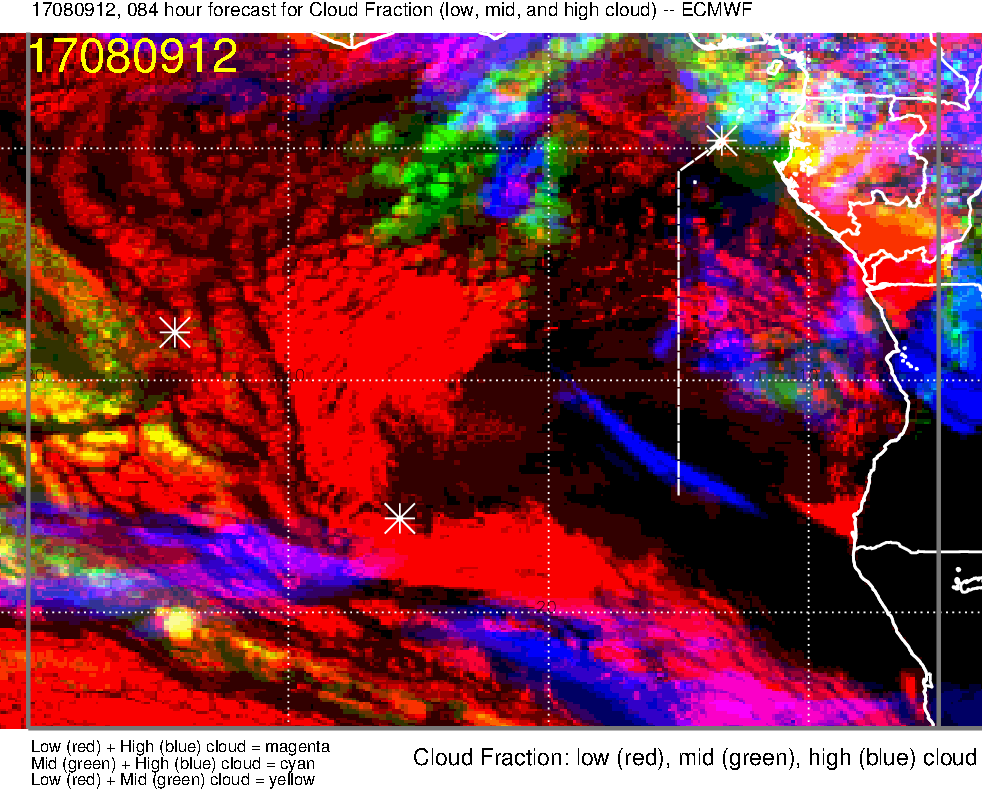 17080912, 084 hour forecast for Cloud Fraction (low, mid, and high cloud) -- ECMWF
17080912
Low (red) + High (blue) cloud = magenta
Mid (green) + High (blue) cloud = cyan
Low (red) + Mid (green) cloud = yellow
Cloud Fraction: low (red), mid (green), high (blue) cloud